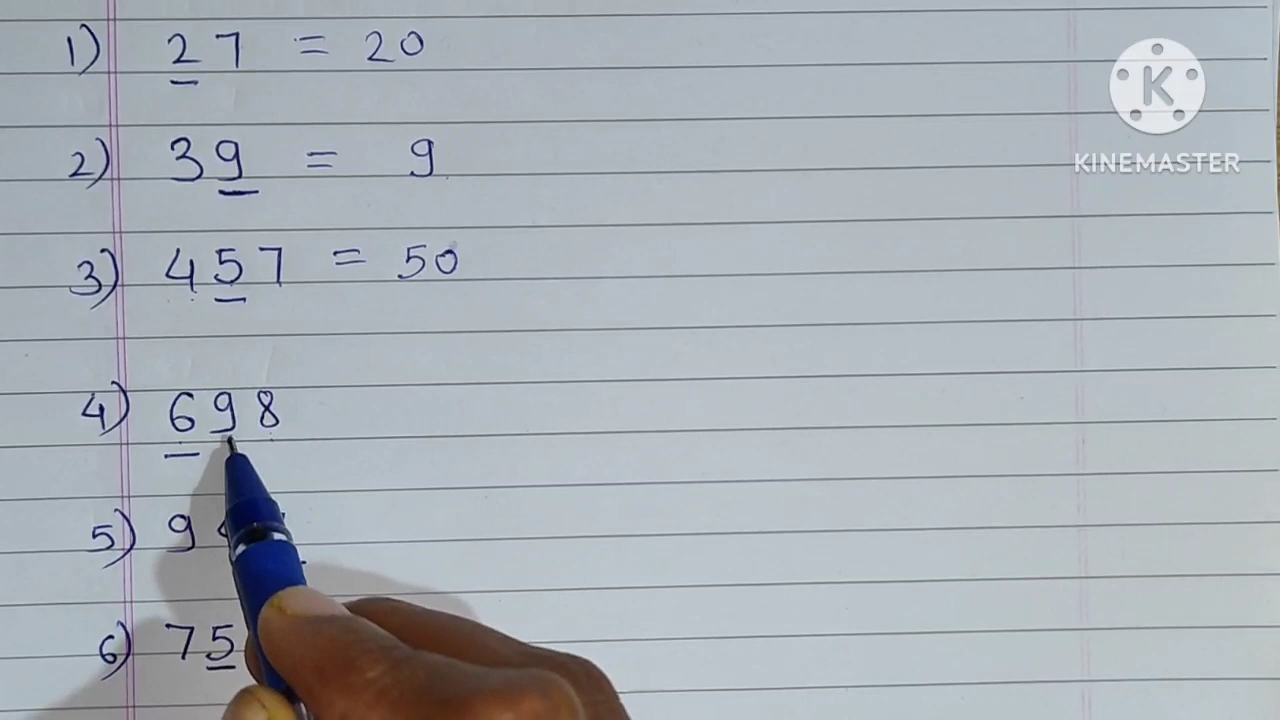 1) 27 = 20
KINEMASTER
2) 39 = 9
3) 457 = 50
4) 698
5) 9
6) 75